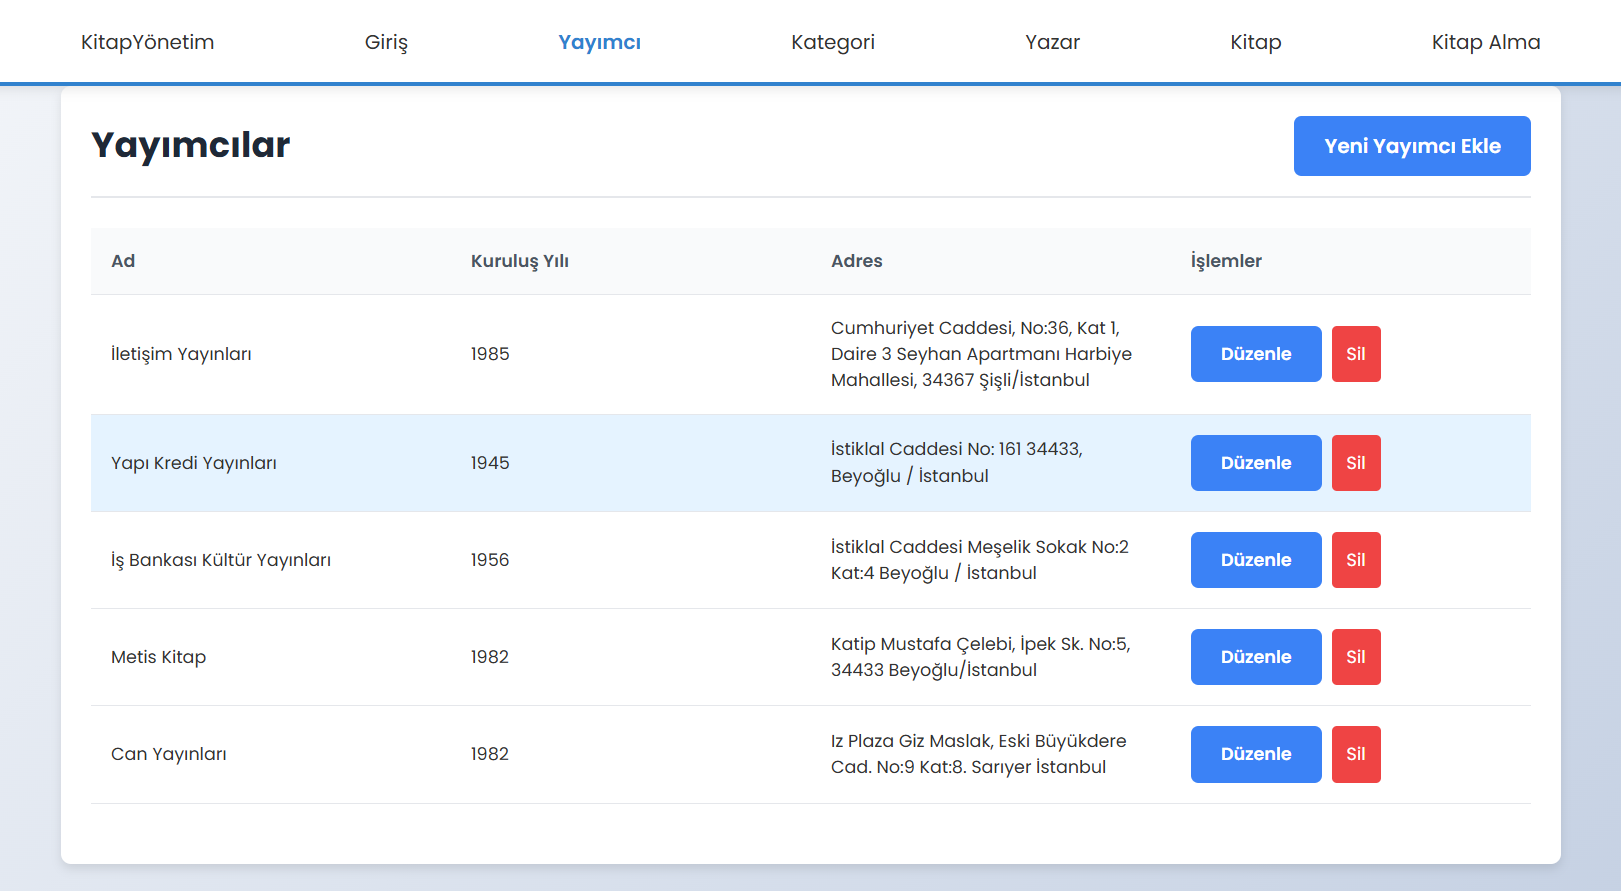 KitapYönetim Giriş Yayımcı Kategori Yazar Kitap Kitap Alma
Yayımcılar
Yeni Yayımcı Ekle
Ad Kuruluş Yılı Adres İşlemler
İletişim Yayınları
1985
Cumhuriyet Caddesi, No:36, Kat 1,
Daire 3 Seyhan Apartmanı Harbiye
Mahallesi, 34367 Şişli/İstanbul
Düzenle Sil
Yapı Kredi Yayınları
1945
İstiklal Caddesi No: 161 34433,
Beyoğlu / İstanbul
Düzenle Sil
İş Bankası Kültür Yayınları
1956
İstiklal Caddesi Meşelik Sokak No:2
Kat:4 Beyoğlu / İstanbul
Düzenle Sil
Metis Kitap
1982
Katip Mustafa Çelebi, İpek Sk. No:5,
34433 Beyoğlu/İstanbul
Düzenle Sil
Can Yayınları
1982
Iz Plaza Giz Maslak, Eski Büyükdere
Cad. No:9 Kat:8. Sarıyer İstanbul
Düzenle Sil